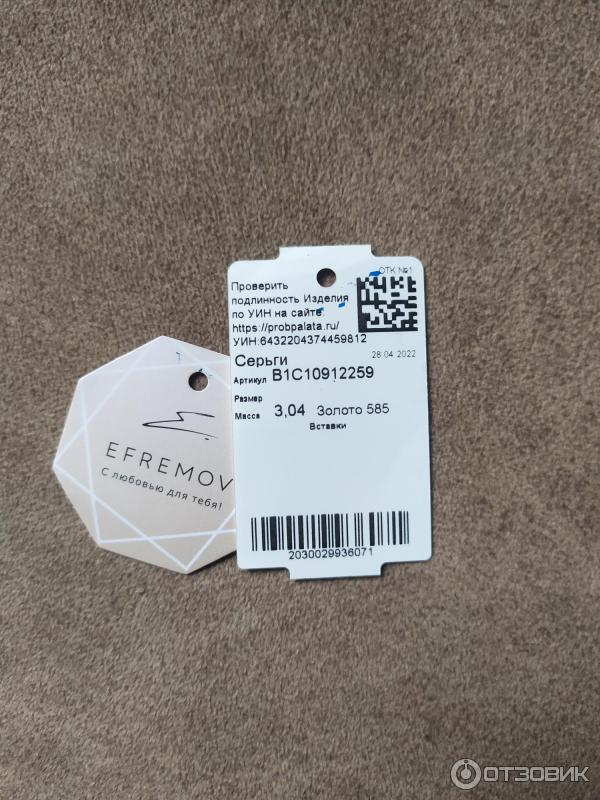 ОТК №1
Проверить
подлинность Изделия
по УИН на сайте:
https://probpalata.ru/
УИН:6432204374459812
Серьги
28.04.2022
Артикул B1C10912259
Размер
Масса 3,04 Золото 585
Вставки
2030029936071
EFREMOV
С любовью для тебя!
ОТЗОВИК